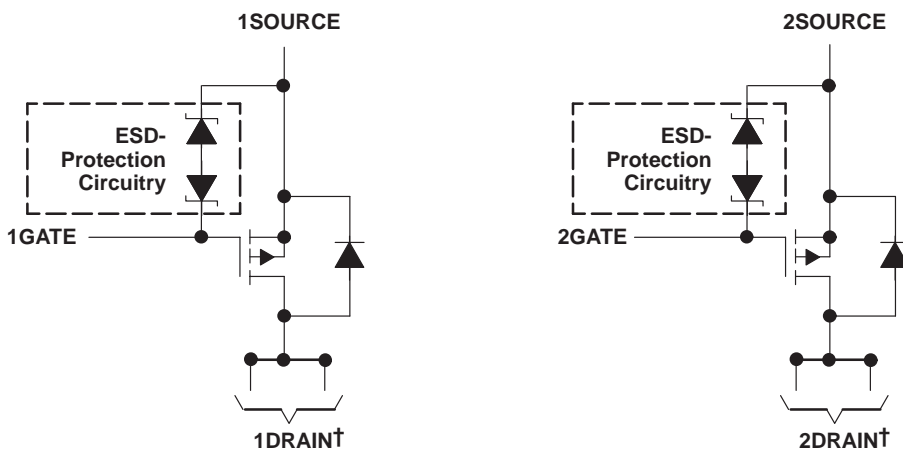 1SOURCE
ESD-
Protection
Circuitry
1GATE
1DRAIN†
2SOURCE
ESD-
Protection
Circuitry
2GATE
2DRAIN†